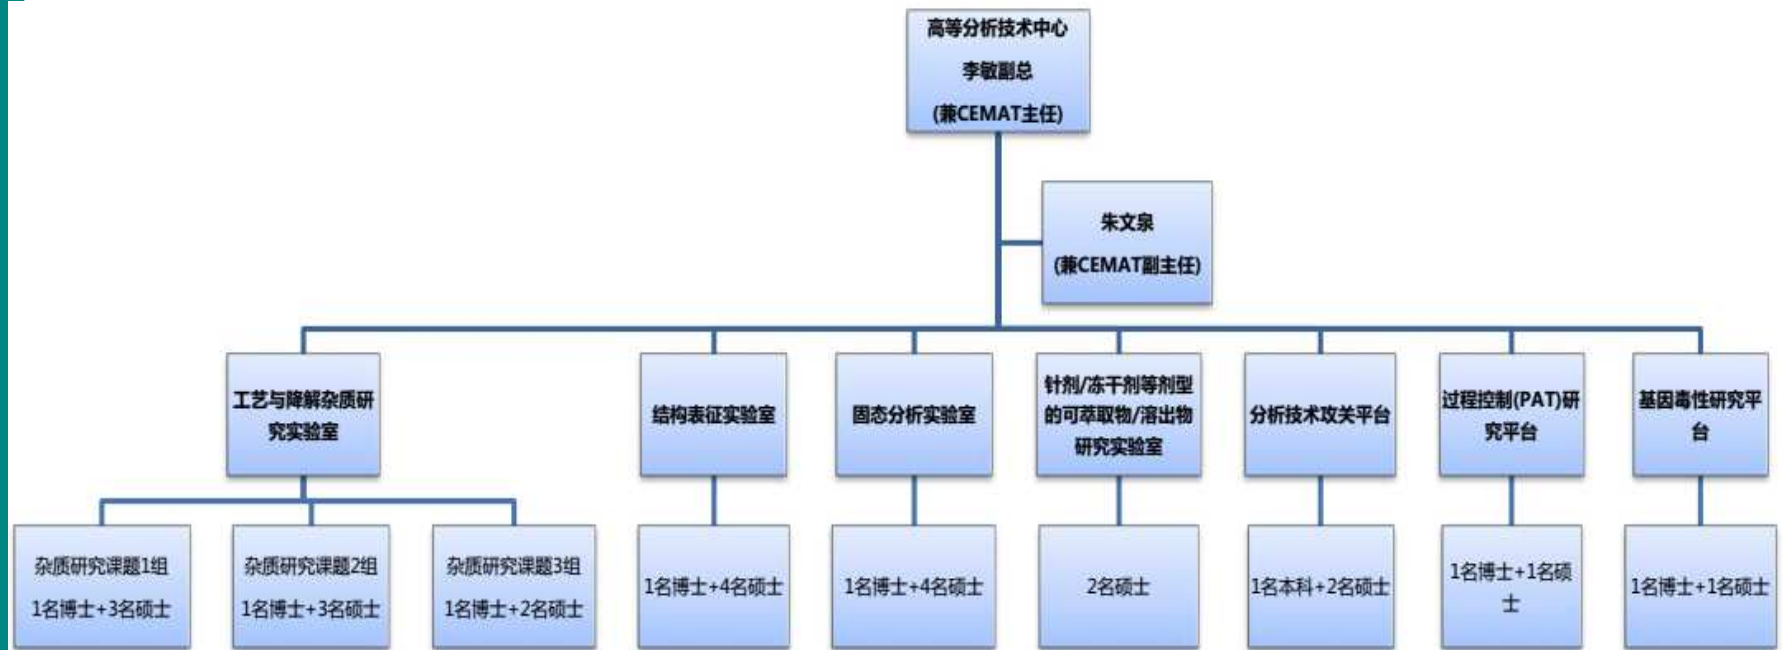 高等分析技术中心
李敏副总
(兼CEMAT主任)
朱文泉
(兼CEMAT副主任)
工艺与降解杂质研
究实验室
结构表征实验室
固态分析实验室
针剂/冻干剂等剂型
的可萃取物/溶出物
研究实验室
分析技术攻关平台
过程控制(PAT)研
究平台
基因毒性研究平
台
杂质研究课题1组
1名博士+3名硕士
杂质研究课题2组
1名博士+3名硕士
杂质研究课题3组
1名博士+2名硕士
1名博士+4名硕士
1名博士+4名硕士
2名硕士
1名本科+2名硕士
1名博士+1名硕
士
1名博士+1名硕士